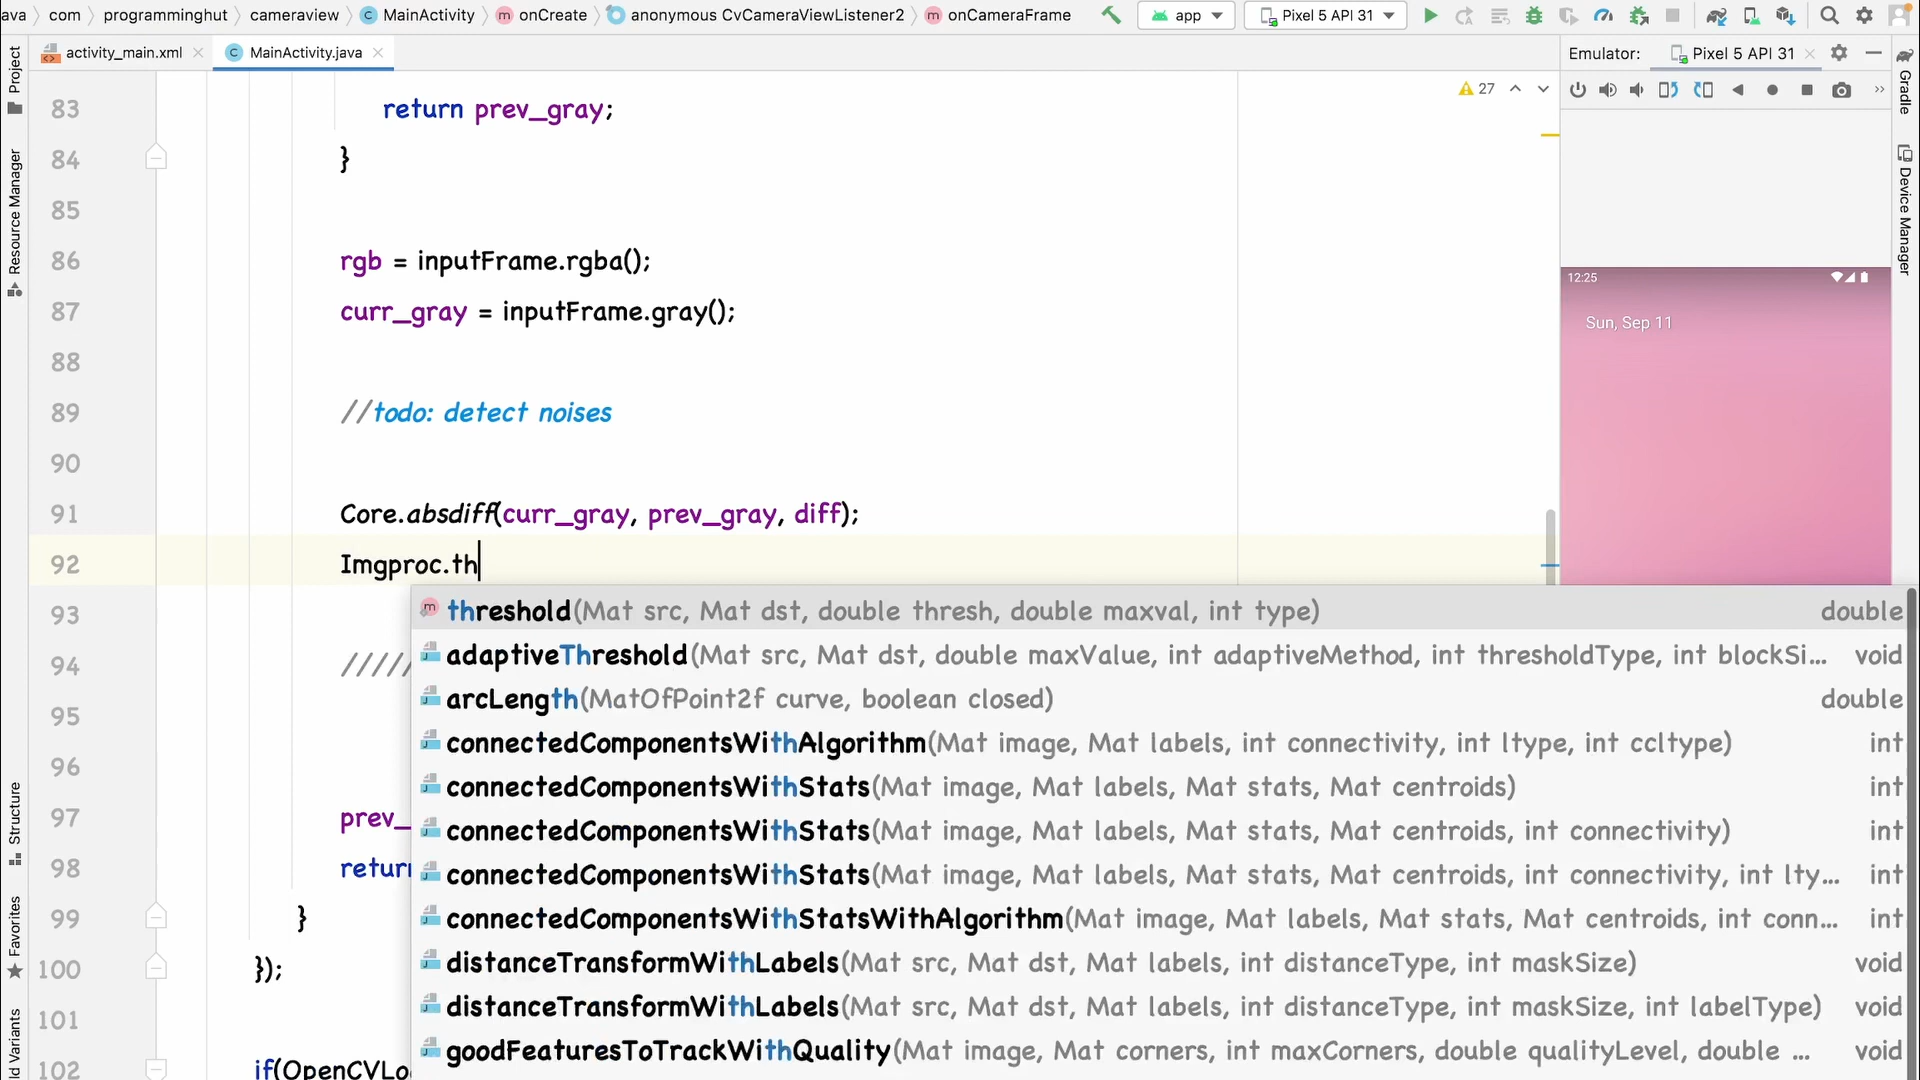 ava com programminghut cameraview MainActivity onCreate anonymous CvCameraViewListener2 onCameraFrame app Pixel 5 API 31
activity_main.xml MainActivity.java Emulator: Pixel 5 API 31
27
Project
Resource Manager
Structure
Favorites
ld Variants
Gradle
Device Manager
83 return prev_gray;
84 }
85
86 rgb = inputFrame.rgba();
87 curr_gray = inputFrame.gray();
88
89 //todo: detect noises
90
91 Core.absdiff(curr_gray, prev_gray, diff);
92 Imgproc.th
93
94 /////
95
96
97 prev_
98 return
99 }
100 });
101
102 if(OpenCVLo
threshold(Mat src, Mat dst, double thresh, double maxval, int type) double
adaptiveThreshold(Mat src, Mat dst, double maxValue, int adaptiveMethod, int thresholdType, int blockSi... void
arcLength(MatOfPoint2f curve, boolean closed) double
connectedComponentsWithAlgorithm(Mat image, Mat labels, int connectivity, int ltype, int ccltype) int
connectedComponentsWithStats(Mat image, Mat labels, Mat stats, Mat centroids) int
connectedComponentsWithStats(Mat image, Mat labels, Mat stats, Mat centroids, int connectivity) int
connectedComponentsWithStats(Mat image, Mat labels, Mat stats, Mat centroids, int connectivity, int lty... int
connectedComponentsWithStatsWithAlgorithm(Mat image, Mat labels, Mat stats, Mat centroids, int conn... int
distanceTransformWithLabels(Mat src, Mat dst, Mat labels, int distanceType, int maskSize) void
distanceTransformWithLabels(Mat src, Mat dst, Mat labels, int distanceType, int maskSize, int labelType) void
goodFeaturesToTrackWithQuality(Mat image, Mat corners, int maxCorners, double qualityLevel, double ... void
12:25
Sun, Sep 11